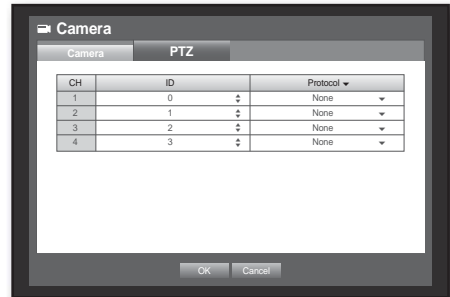 Camera
Camera PTZ
CH ID Protocol
1 0 None
2 1 None
3 2 None
4 3 None
OK Cancel